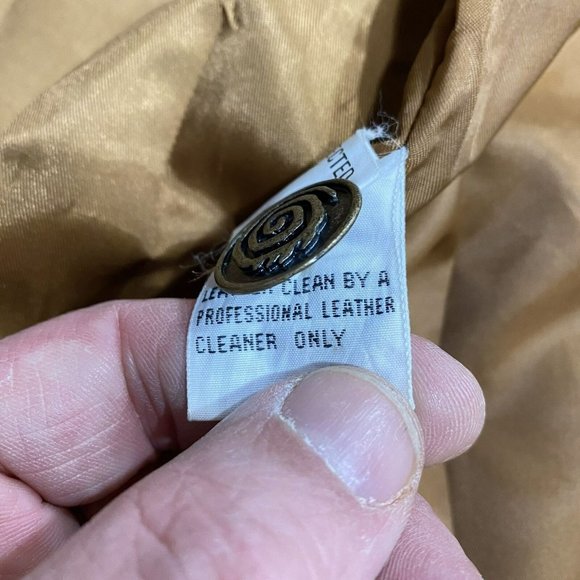 CLEAN BY A
PROFESSIONAL LEATHER
CLEANER ONLY